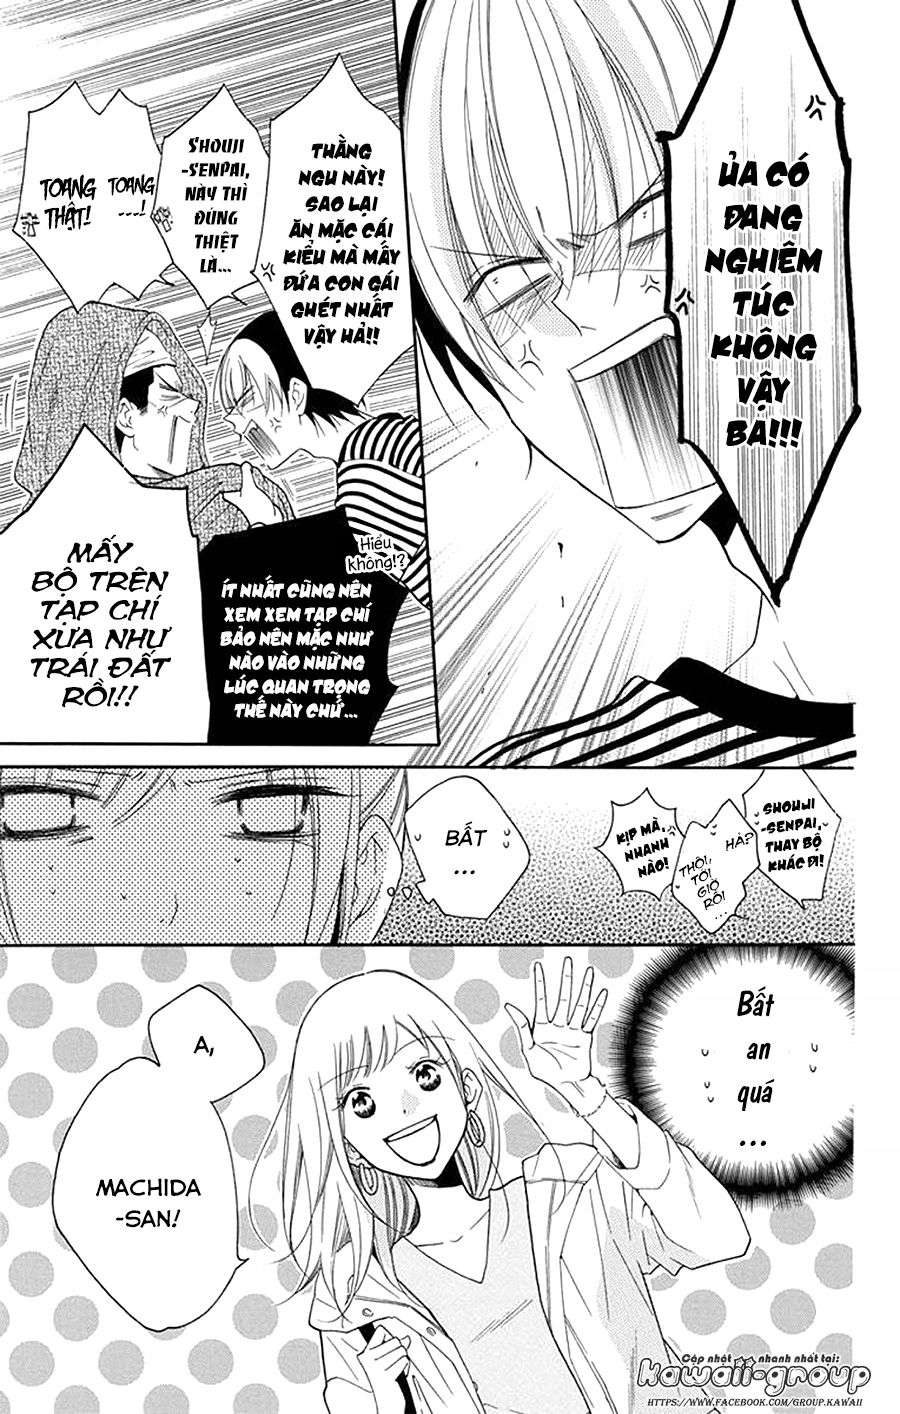 ỦA CÓ
ĐANG
NGHIÊM
TÚC
KHÔNG
VẬY
BA!!!
THẰNG
NGU NÀY!
SAO LẠI
ĂN MẶC CÁI
KIỂU MÀ MẤY
ĐỨA CON GÁI
GHÉT NHẤT
VẬY HẢ!!
SHOUJI
-SENPAI,
NÀY THÌ
ĐÚNG
THIỆT
LÀ...
TOANG
....!
TOANG
THẬT!
Hiểu
không!?
ÍT NHẤT CŨNG NÊN
XEM XEM TẠP CHÍ
BẢO NÊN MẶC NHƯ
NÀO VÀO NHỮNG
LÚC QUAN TRỌNG
THẾ NÀY CHỨ...
MẤY
BỘ TRÊN
TẠP CHÍ
XƯA NHƯ
TRÁI ĐẤT
RỒI!!
SHOUJI
-SENPAI,
THAY BỘ
KHÁC ĐI!
HẢ?
THÔI,
TỚI
GIỜ
RỒI
...
KỊP MÀ,
NHANH
NÀO!
BẤT
...
Bất
an
quá
...
A,
MACHIDA
-SAN!
Cập nhật nhanh nhất tại:
kawaii-group
HTTPS://WWW.FACEBOOK.COM/GROUP.KAWAII